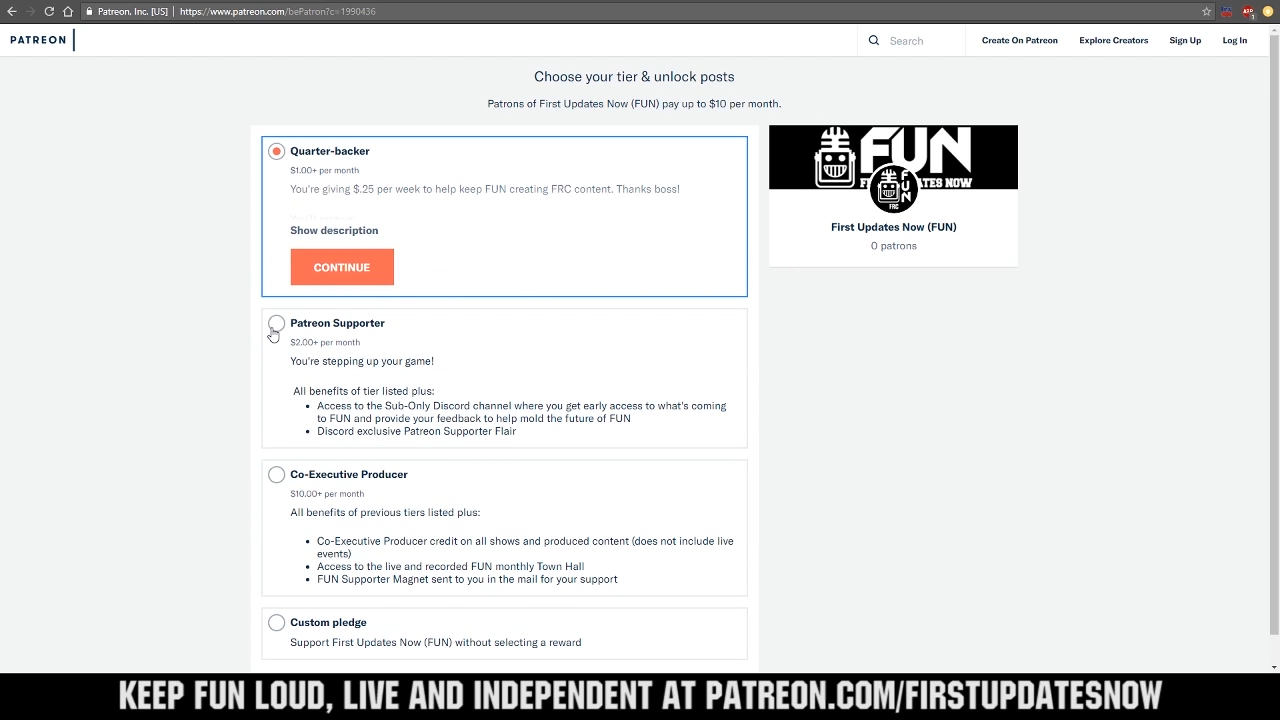 Patreon, Inc. [US] | https://www.patreon.com/bePatron?c=1990436
PATREON
Search
Create On Patreon
Explore Creators
Sign Up
Log In
Choose your tier & unlock posts
Patrons of First Updates Now (FUN) pay up to $10 per month.
Quarter-backer
$1.00+ per month
You're giving $.25 per week to help keep FUN creating FRC content. Thanks boss!
Show description
CONTINUE
FUN
FUN
FRC
First Updates Now (FUN)
0 patrons
Patreon Supporter
$2.00+ per month
You're stepping up your game!
All benefits of tier listed plus:
• Access to the Sub-Only Discord channel where you get early access to what's coming
to FUN and provide your feedback to help mold the future of FUN
• Discord exclusive Patreon Supporter Flair
Co-Executive Producer
$10.00+ per month
All benefits of previous tiers listed plus:
• Co-Executive Producer credit on all shows and produced content (does not include live
events)
• Access to the live and recorded FUN monthly Town Hall
• FUN Supporter Magnet sent to you in the mail for your support
Custom pledge
Support First Updates Now (FUN) without selecting a reward
KEEP FUN LOUD, LIVE AND INDEPENDENT AT PATREON.COM/FIRSTUPDATESNOW